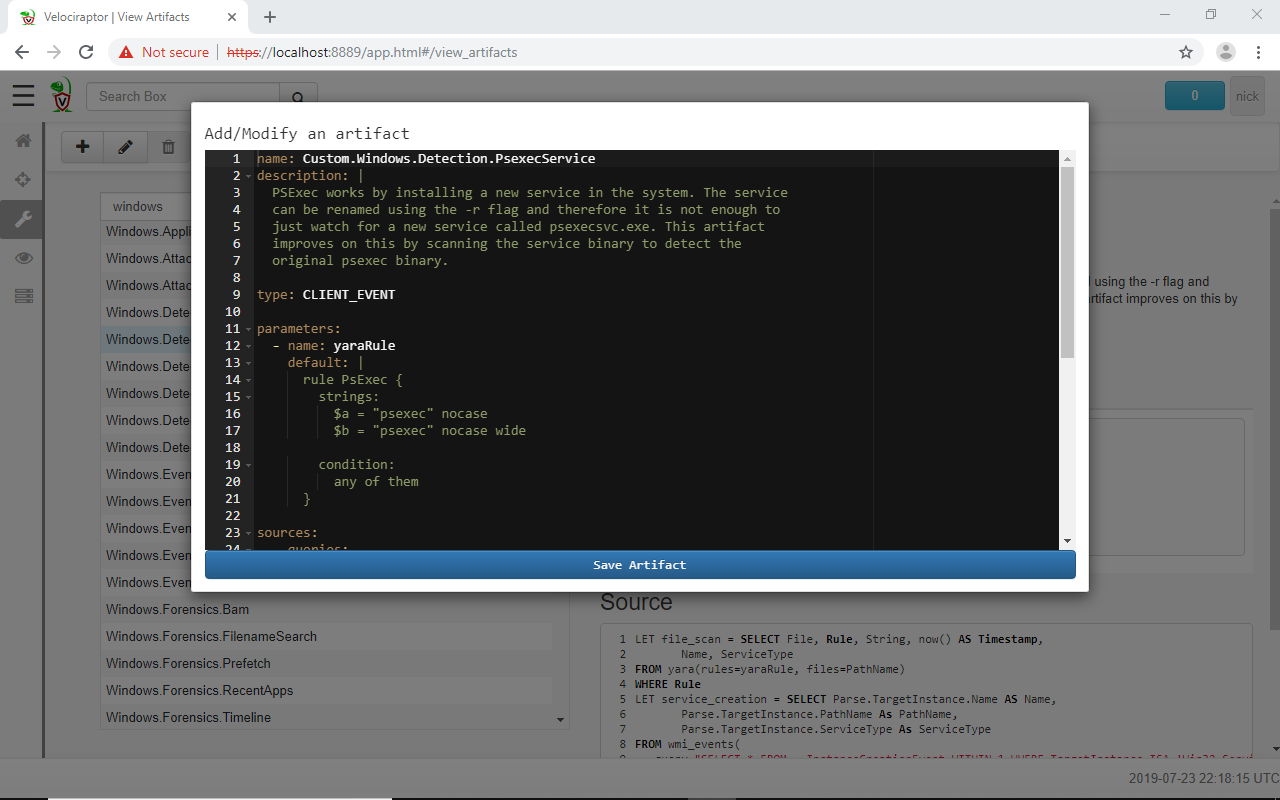 Velociraptor | View Artifacts
Not secure https://localhost:8889/app.html#/view_artifacts
Search Box
0
nick
Add/Modify an artifact
1 name: Custom.Windows.Detection.PsexecService
2 description: |
3 PSExec works by installing a new service in the system. The service
4 can be renamed using the -r flag and therefore it is not enough to
5 just watch for a new service called psexecsvc.exe. This artifact
6 improves on this by scanning the service binary to detect the
7 original psexec binary.
8
9 type: CLIENT_EVENT
10
11 parameters:
12 - name: yaraRule
13 default: |
14 rule PsExec {
15 strings:
16 $a = "psexec" nocase
17 $b = "psexec" nocase wide
18
19 condition:
20 any of them
21 }
22
23 sources:
24 queries:
Save Artifact
windows
Windows.Appli
Windows.Attac
Windows.Attac
Windows.Dete
Windows.Dete
Windows.Dete
Windows.Dete
Windows.Dete
Windows.Dete
Windows.Even
Windows.Even
Windows.Even
Windows.Even
Windows.Even
Windows.Forensics.Bam
Windows.Forensics.FilenameSearch
Windows.Forensics.Prefetch
Windows.Forensics.RecentApps
Windows.Forensics.Timeline
using the -r flag and
rtifact improves on this by
Source
1 LET file_scan = SELECT File, Rule, String, now() AS Timestamp,
2 Name, ServiceType
3 FROM yara(rules=yaraRule, files=PathName)
4 WHERE Rule
5 LET service_creation = SELECT Parse.TargetInstance.Name AS Name,
6 Parse.TargetInstance.PathName As PathName,
7 Parse.TargetInstance.ServiceType As ServiceType
8 FROM wmi_events(
2019-07-23 22:18:15 UTC